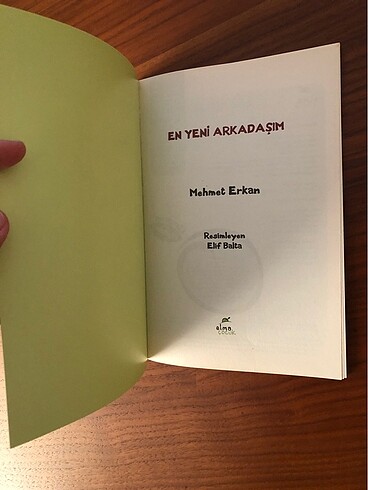 EN YENİ ARKADAŞIM
Mehmet Erkan
Resimleyen
Elif Balta
elma
ÇOCUK